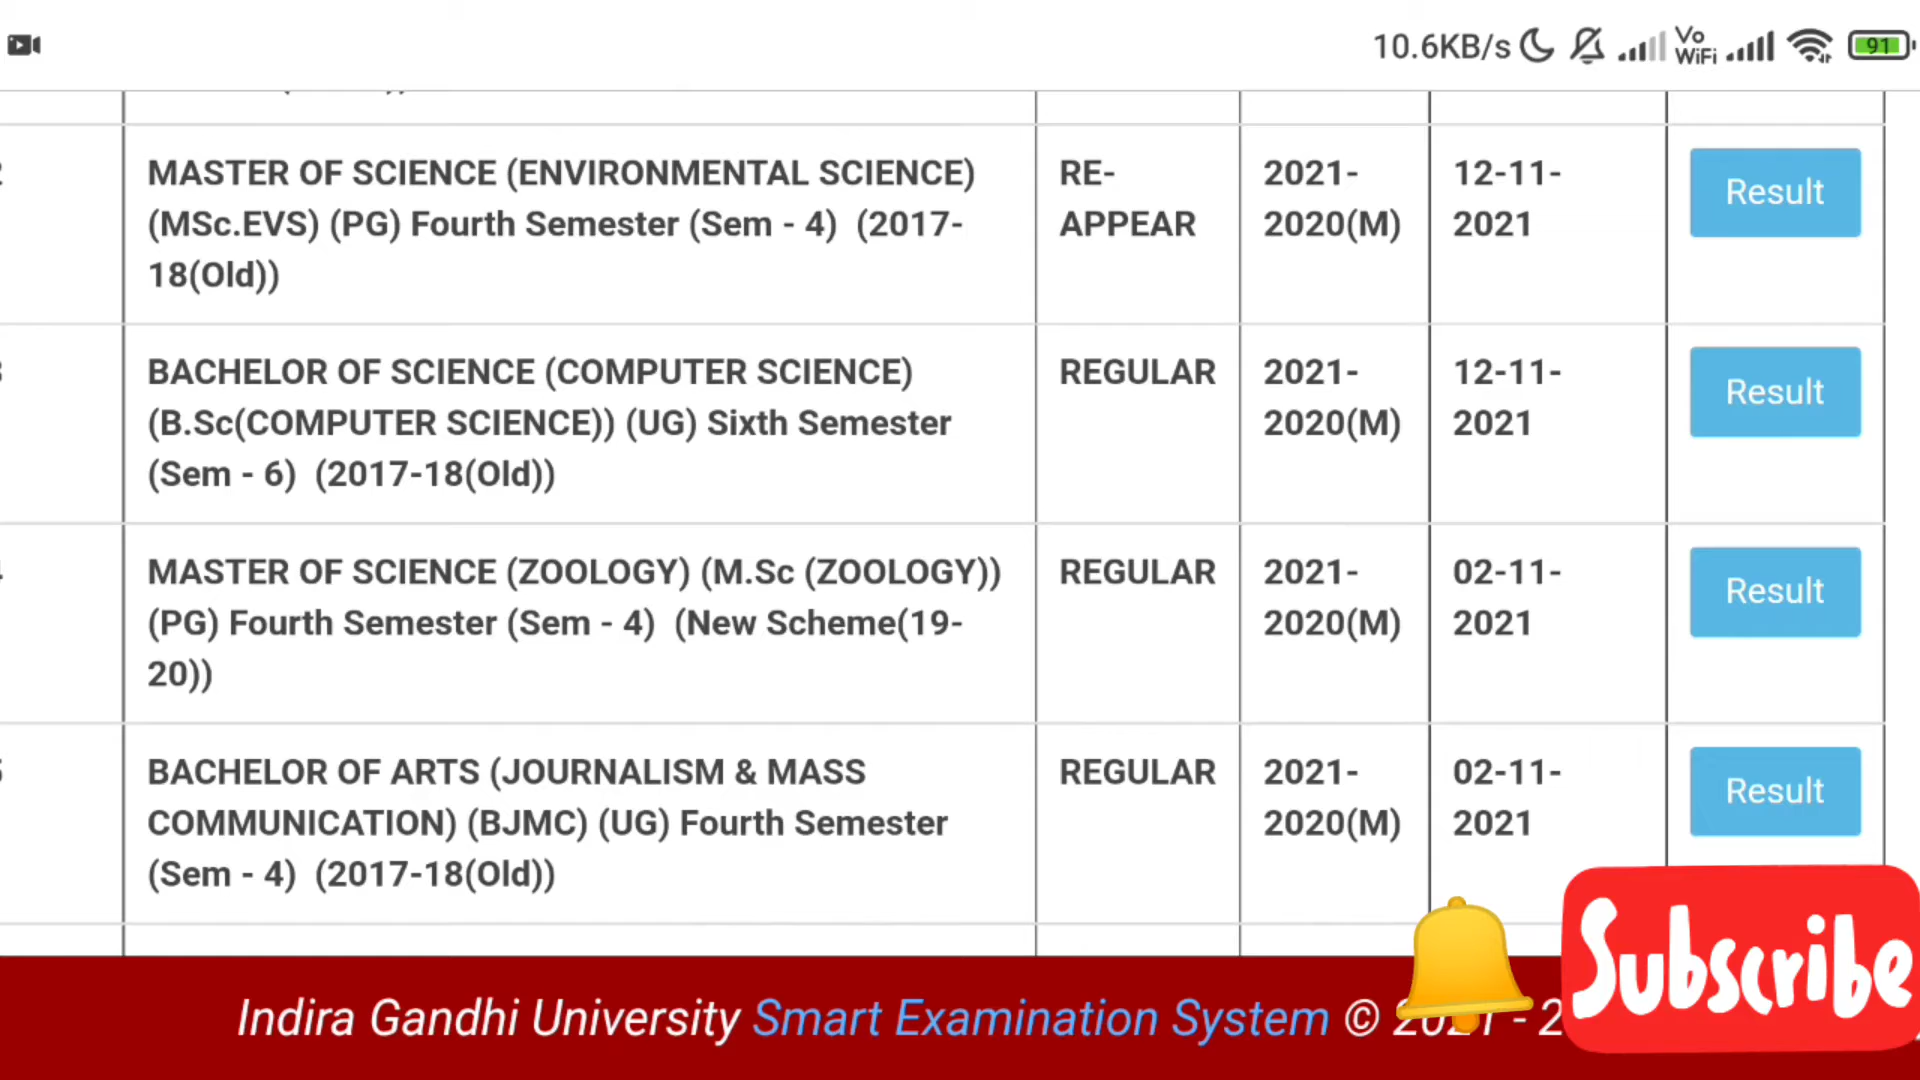 10.6KB/s Vo WiFi 91
MASTER OF SCIENCE (ENVIRONMENTAL SCIENCE)
(MSc.EVS) (PG) Fourth Semester (Sem - 4) (2017-
18(Old))
RE-
APPEAR
2021-
2020(M)
12-11-
2021
Result
BACHELOR OF SCIENCE (COMPUTER SCIENCE)
(B.Sc(COMPUTER SCIENCE)) (UG) Sixth Semester
(Sem - 6) (2017-18(Old))
REGULAR
2021-
2020(M)
12-11-
2021
Result
MASTER OF SCIENCE (ZOOLOGY) (M.Sc (ZOOLOGY))
(PG) Fourth Semester (Sem - 4) (New Scheme(19-
20))
REGULAR
2021-
2020(M)
02-11-
2021
Result
BACHELOR OF ARTS (JOURNALISM & MASS
COMMUNICATION) (BJMC) (UG) Fourth Semester
(Sem - 4) (2017-18(Old))
REGULAR
2021-
2020(M)
02-11-
2021
Result
Indira Gandhi University Smart Examination System ©
Subscribe